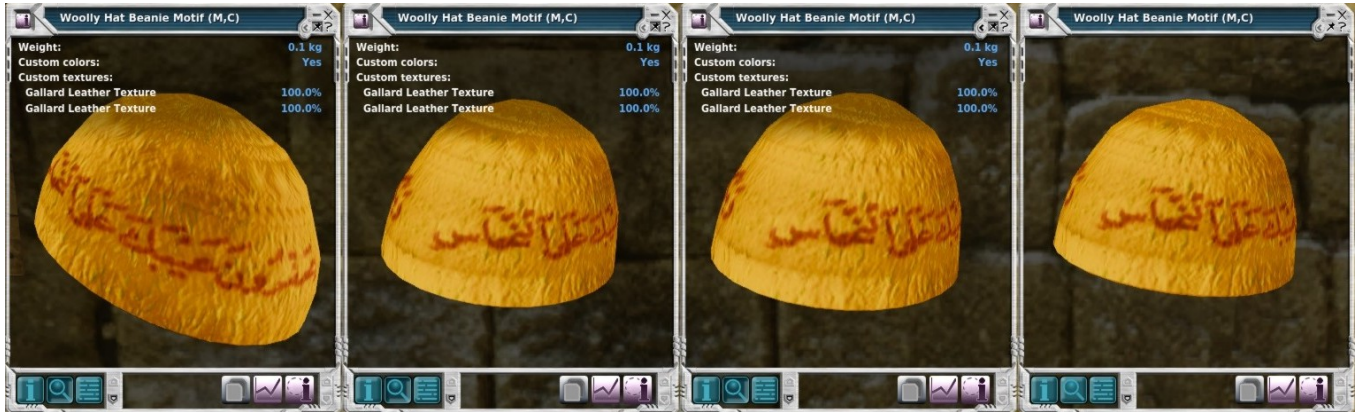 Woolly Hat Beanie Motif (M,C)
Weight: 0.1 kg
Custom colors: Yes
Custom textures:
Gallard Leather Texture 100.0%
Gallard Leather Texture 100.0%
Woolly Hat Beanie Motif (M,C)
Weight: 0.1 kg
Custom colors: Yes
Custom textures:
Gallard Leather Texture 100.0%
Gallard Leather Texture 100.0%
Woolly Hat Beanie Motif (M,C)
Weight: 0.1 kg
Custom colors: Yes
Custom textures:
Gallard Leather Texture 100.0%
Gallard Leather Texture 100.0%
Woolly Hat Beanie Motif (M,C)